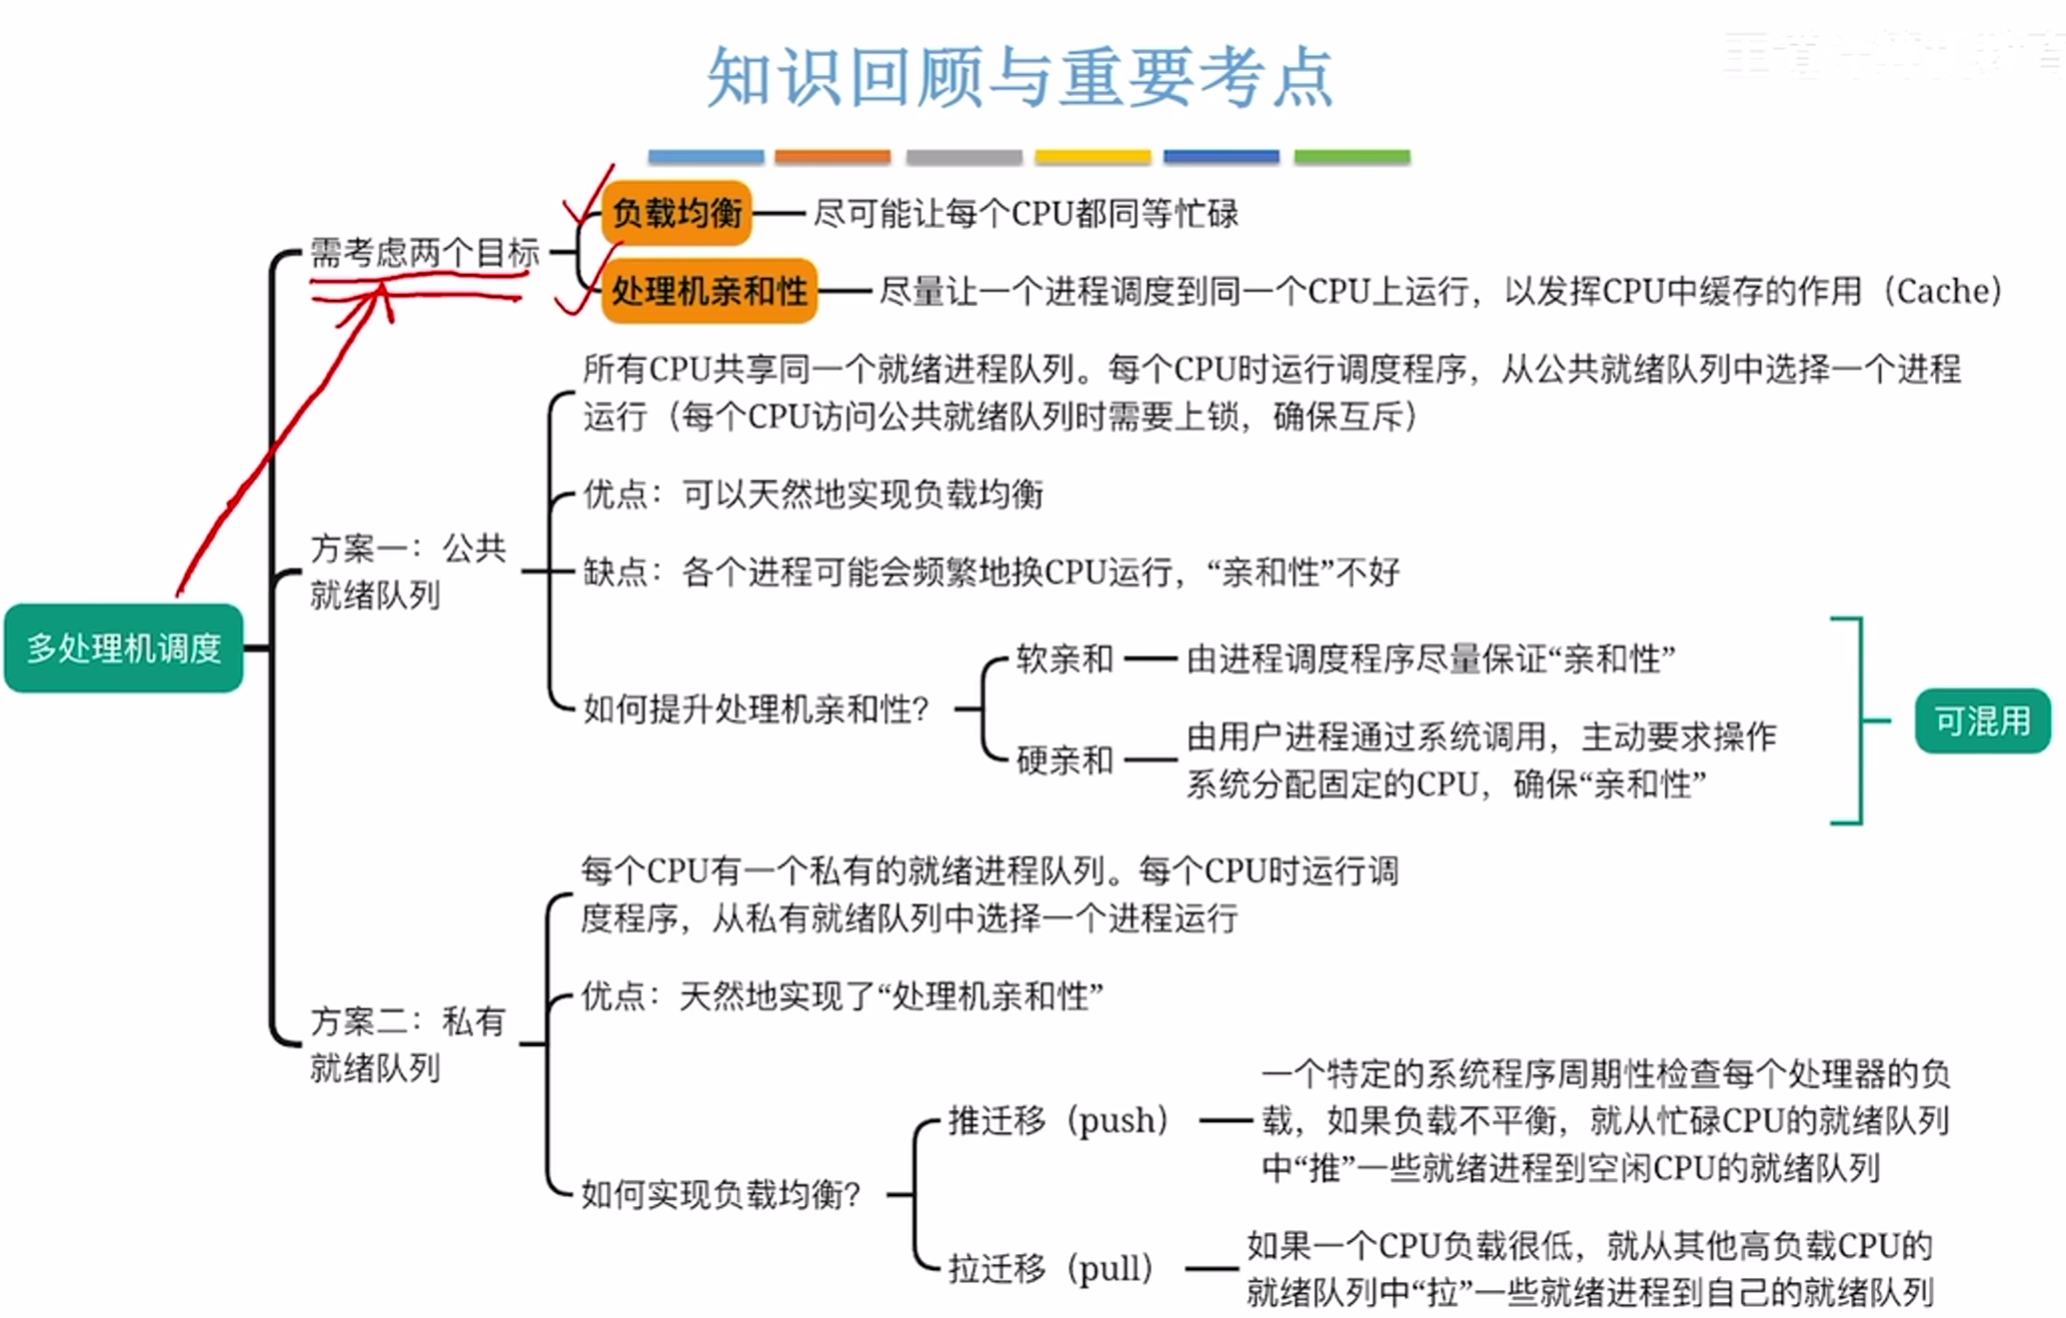 知识回顾与重要考点
负载均衡
尽可能让每个CPU都同等忙碌
需考虑两个目标
处理机亲和性
尽量让一个进程调度到同一个CPU上运行，以发挥CPU中缓存的作用（Cache）
所有CPU共享同一个就绪进程队列。每个CPU时运行调度程序，从公共就绪队列中选择一个进程
运行（每个CPU访问公共就绪队列时需要上锁，确保互斥）
优点：可以天然地实现负载均衡
方案一：公共
就绪队列
缺点：各个进程可能会频繁地换CPU运行，“亲和性”不好
多处理机调度
如何提升处理机亲和性？
软亲和
由进程调度程序尽量保证“亲和性”
硬亲和
由用户进程通过系统调用，主动要求操作
系统分配固定的CPU，确保“亲和性”
可混用
每个CPU有一个私有的就绪进程队列。每个CPU时运行调
度程序，从私有就绪队列中选择一个进程运行
优点：天然地实现了“处理机亲和性”
方案二：私有
就绪队列
如何实现负载均衡？
推迁移（push）
一个特定的系统程序周期性检查每个处理器的负
载，如果负载不平衡，就从忙碌CPU的就绪队列
中“推”一些就绪进程到空闲CPU的就绪队列
拉迁移（pull）
如果一个CPU负载很低，就从其他高负载CPU的
就绪队列中“拉”一些就绪进程到自己的就绪队列